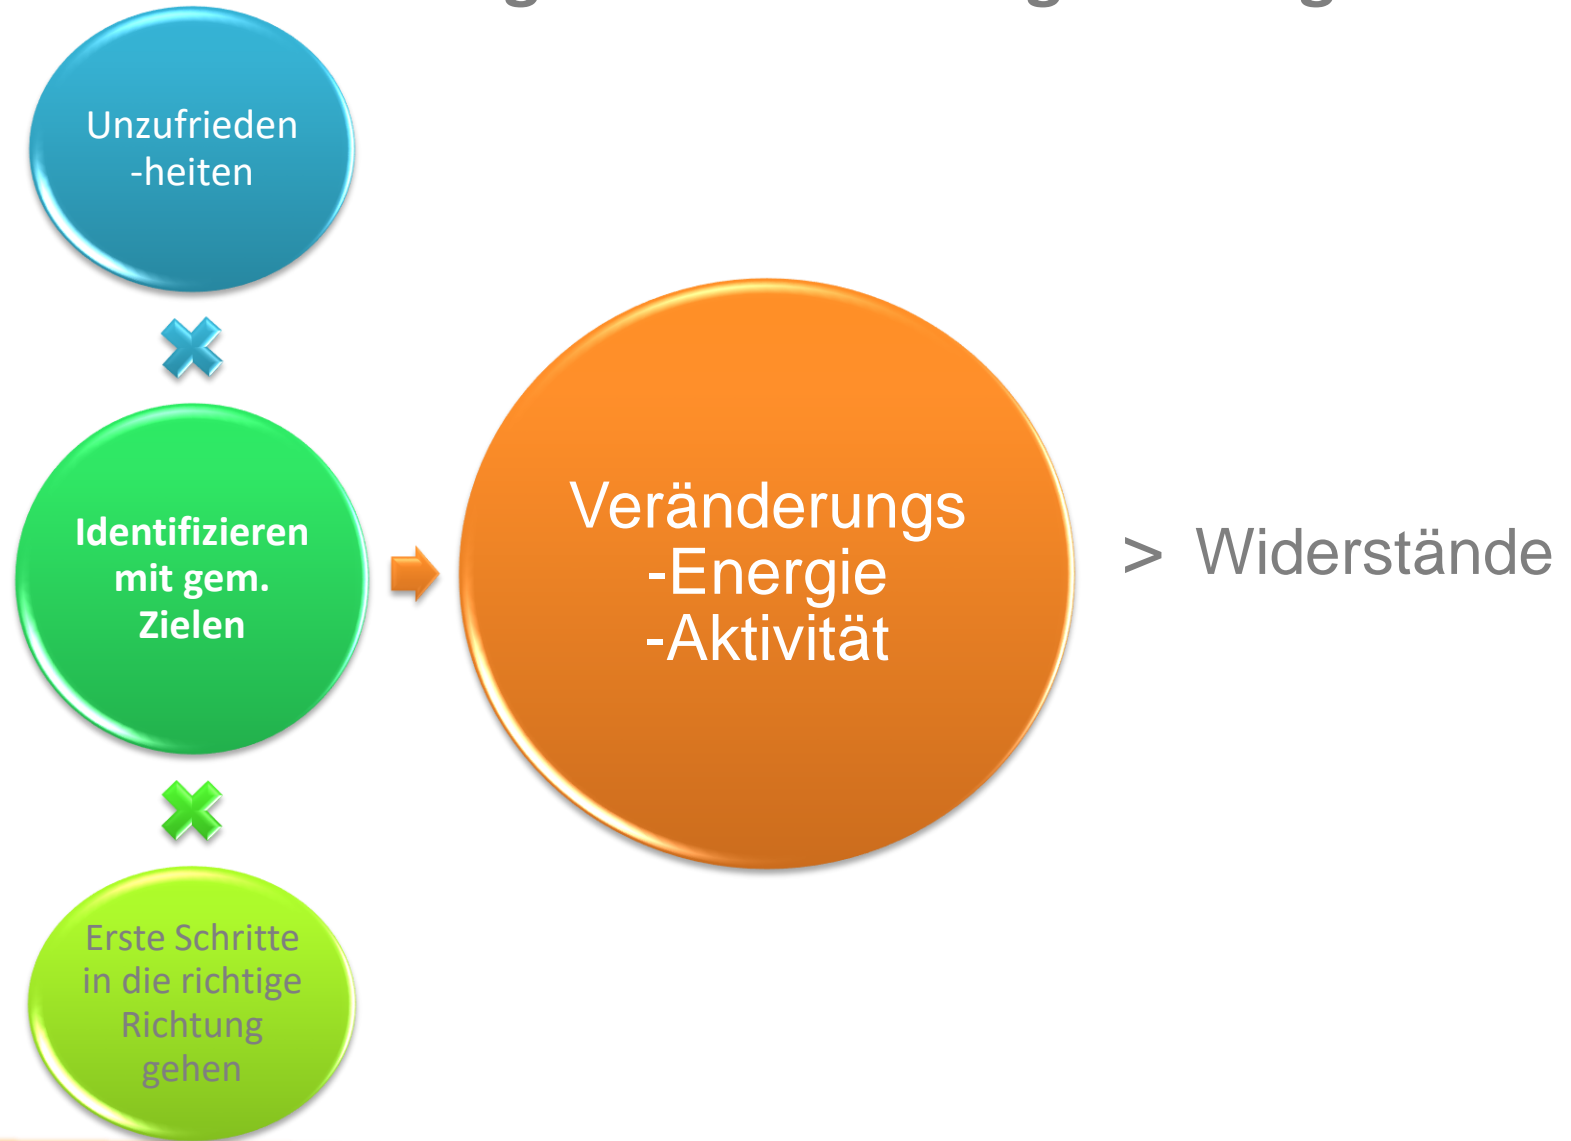 Unzufrieden
-heiten
Identifizieren
mit gem.
Zielen
Erste Schritte
in die richtige
Richtung
gehen
Veränderungs
-Energie
-Aktivität
> Widerstände